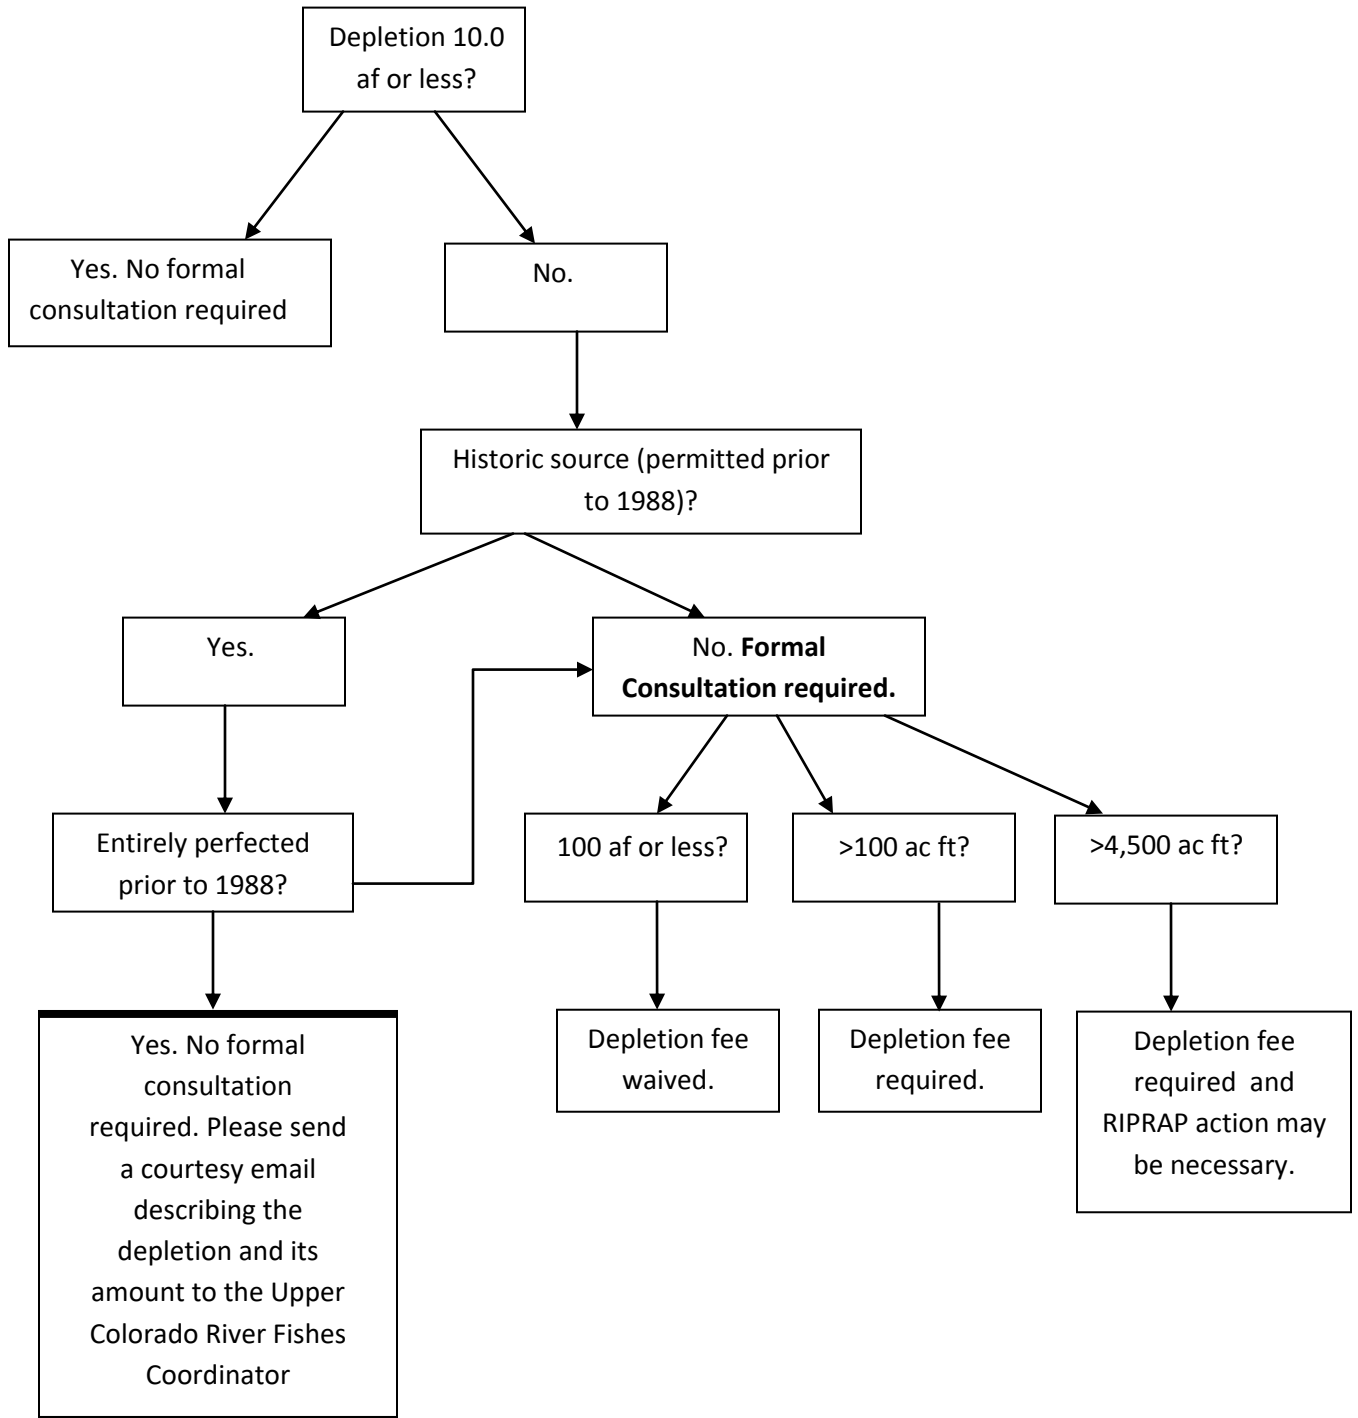 Depletion 10.0
af or less?
Yes. No formal
consultation required
No.
Historic source (permitted prior
to 1988)?
Yes.
No. Formal
Consultation required.
Entirely perfected
prior to 1988?
100 af or less?
>100 ac ft?
>4,500 ac ft?
Yes. No formal
consultation
required. Please send
a courtesy email
describing the
depletion and its
amount to the Upper
Colorado River Fishes
Coordinator
Depletion fee
waived.
Depletion fee
required.
Depletion fee
required and
RIPRAP action may
be necessary.